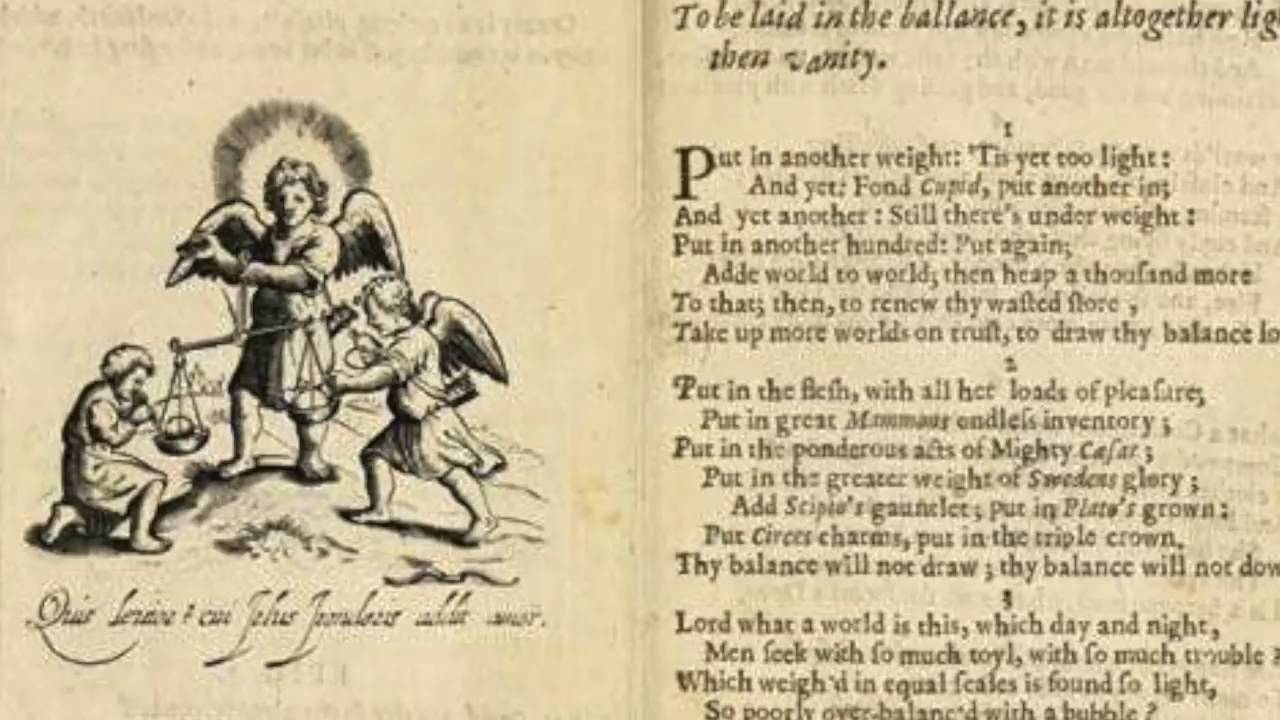 Quis levior? cui plus ponderis addit amor.
To be laid in the ballance, it is altogether lig
then vanity.
1
Put in another weight: 'Tis yet too light:
And yet: Fond Cupid, put another in;
And yet another: Still there's under weight:
Put in another hundred: Put again;
Adde world to world; then heap a thouſand more
To that; then, to renew thy waſted ſtore,
Take up more worlds on truſt, to draw thy balance lo
2
Put in the fleſh, with all her loads of pleaſure;
Put in great Mammons endleſs inventory;
Put in the ponderous acts of Mighty Cæſar;
Put in the greater weight of Swedens glory;
Add Scipio's gauntlet; put in Plato's grown:
Put Circes charms, put in the triple crown.
Thy balance will not draw; thy balance will not dow
3
Lord what a world is this, which day and night,
Men ſeek with ſo much toyl, with ſo much trouble?
Which weigh'd in equal ſcales is found ſo light,
So poorly over-balanc'd with a bubble?